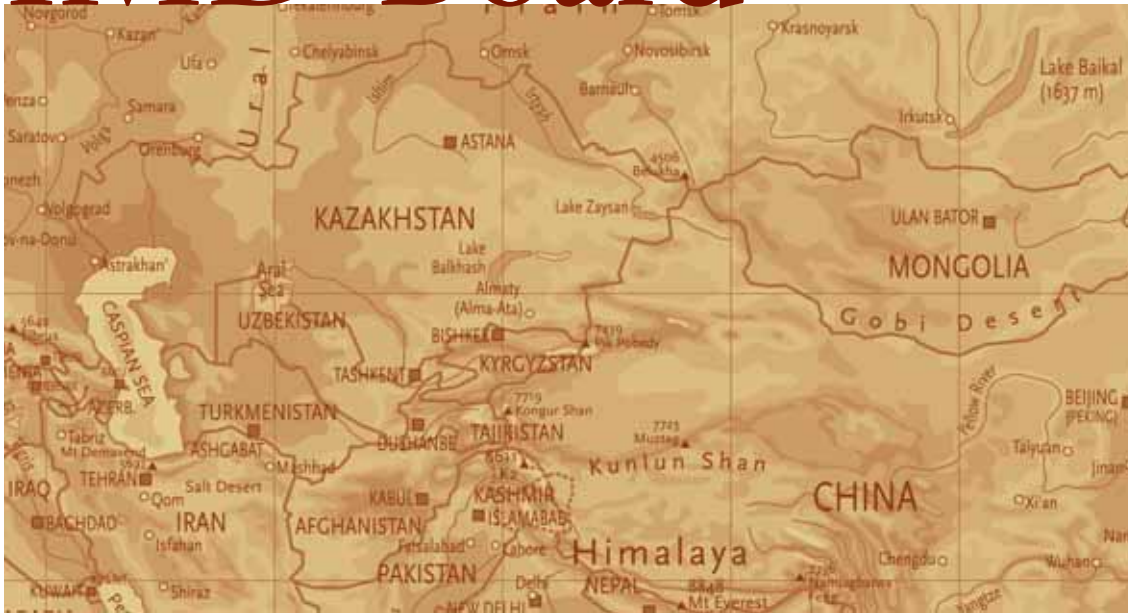 Novgorod
Kazan'
Ufa
Chelyabinsk
Omsk
Tomsk
Novosibirsk
Krasnoyarsk
Barnaul
Lake Baikal
(1637 m)
Irkutsk
Samara
Saratov
Volga
Orenburg
Ural
Ishim
Irtysh
ASTANA
4506
Belukha
Volgograd
KAZAKHSTAN
Lake Zaysan
ULAN BATOR
MONGOLIA
Astrakhan'
Aral
Sea
Lake
Balkhash
Almaty
(Alma-Ata)
Gobi Desert
CASPIAN SEA
UZBEKISTAN
BISHKEK
7439
Pik Pobedy
KYRGYZSTAN
TASHKENT
7719
Kongur Shan
Yellow River
BEIJING
(PEKING)
AZERB.
TURKMENISTAN
ASHGABAT
DUSHANBE
TAJIKISTAN
7723
Muztag
Kunlun Shan
Taiyuan
Tabriz
Mt Demavend
TEHRAN
Mashhad
8611
K2
Salt Desert
Qom
KABUL
KASHMIR
ISLAMABAD
CHINA
Xi'an
IRAQ
BAGHDAD
IRAN
Isfahan
AFGHANISTAN
Faisalabad
Lahore
Himalaya
Chengdu
Wuhan
KUWAIT
Shiraz
PAKISTAN
Delhi
NEW DELHI
NEPAL
8848
Mt Everest
Yangtze